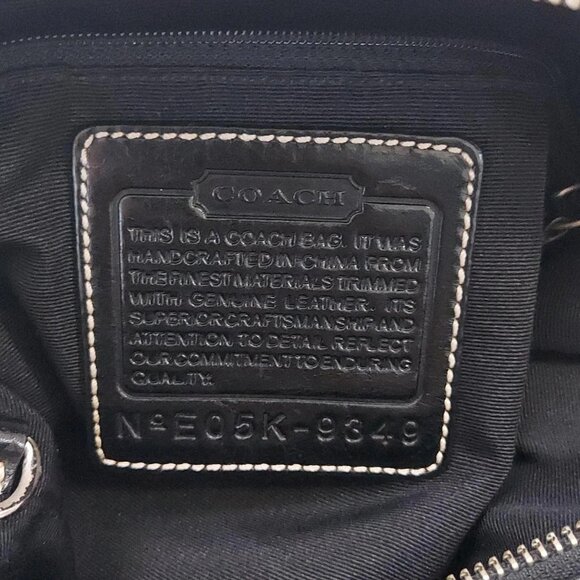 COACH
THIS IS A COACH BAG. IT WAS
HANDCRAFTED IN CHINA FROM
THE FINEST MATERIALS TRIMMED
WITH GENUINE LEATHER. ITS
SUPERIOR CRAFTSMANSHIP AND
ATTENTION TO DETAIL REFLECT
OUR COMMITMENT TO ENDURING
QUALITY.
Nº E05K-9349